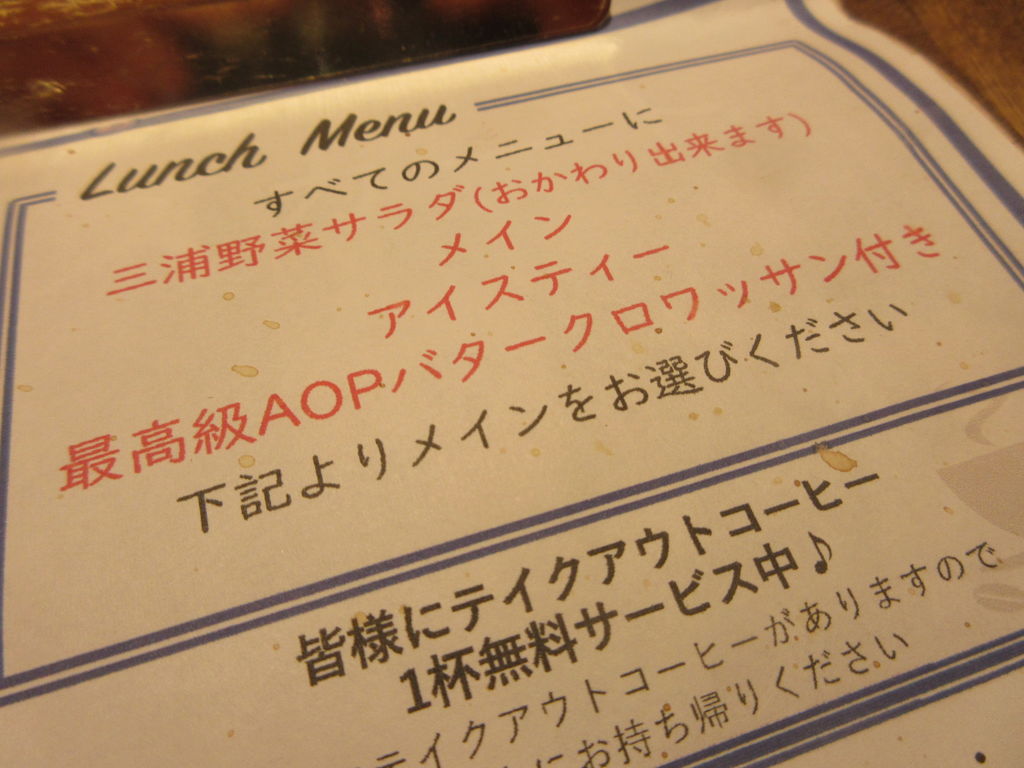 Lunch Menu
すべてのメニューに
三浦野菜サラダ(おかわり出来ます)
メイン
アイスティー
最高級AOPバタークロワッサン付き
下記よりメインをお選びください
皆様にテイクアウトコーヒー
1杯無料サービス中♪
テイクアウトコーヒーがありますので
にお持ち帰りください